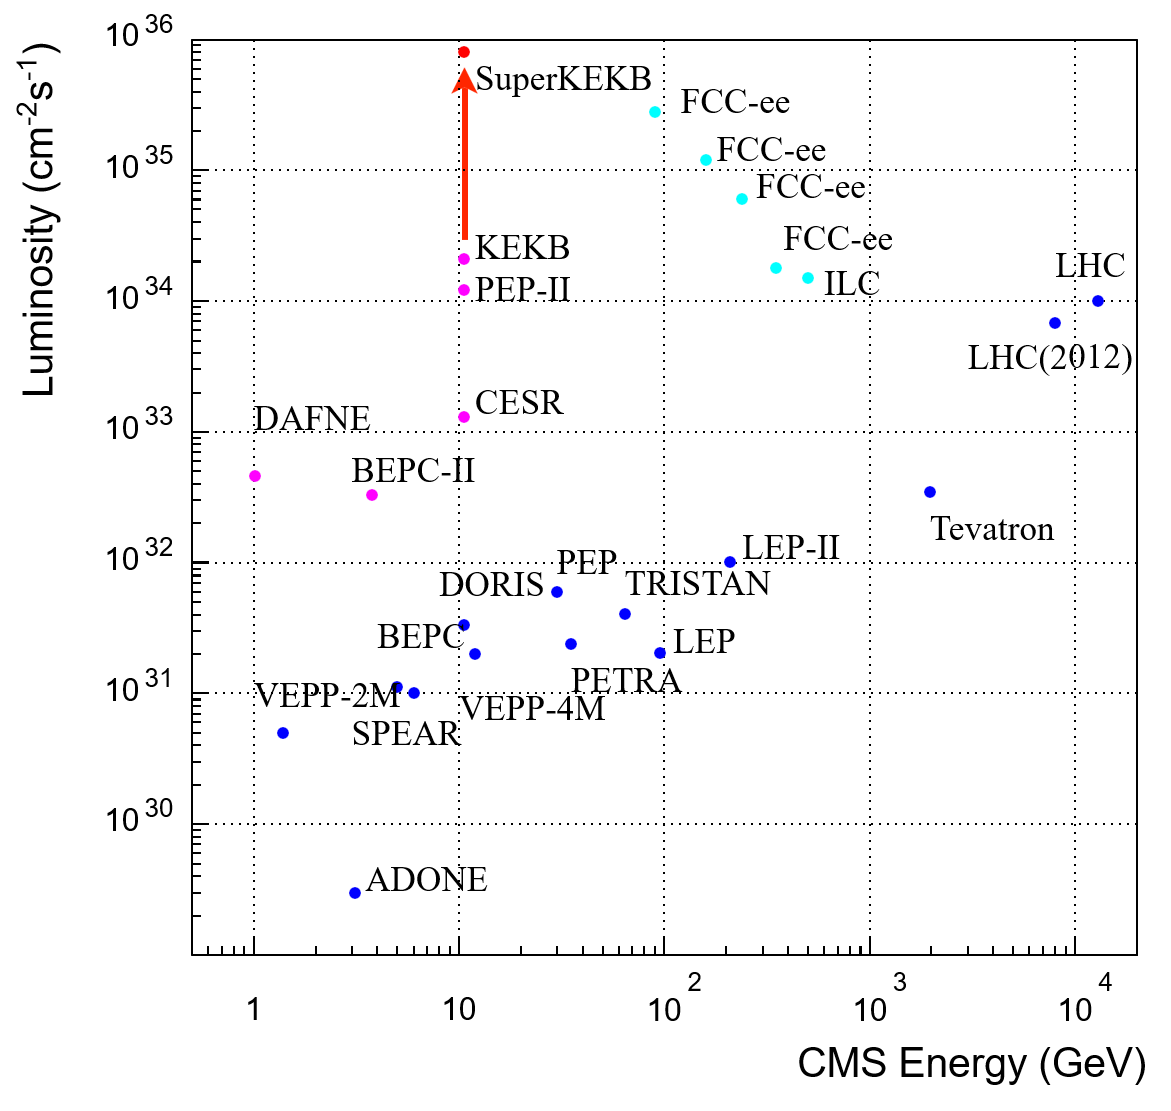 Luminosity (cm-2s-1)
10 36
10 35
10 34
10 33
10 32
10 31
10 30
SuperKEKB
FCC-ee
FCC-ee
FCC-ee
FCC-ee
KEKB
PEP-II
ILC
LHC
LHC(2012)
CESR
DAFNE
BEPC-II
Tevatron
LEP-II
PEP
DORIS
TRISTAN
BEPC
LEP
PETRA
VEPP-2M
VEPP-4M
SPEAR
ADONE
1
10
10 2
10 3
10 4
CMS Energy (GeV)